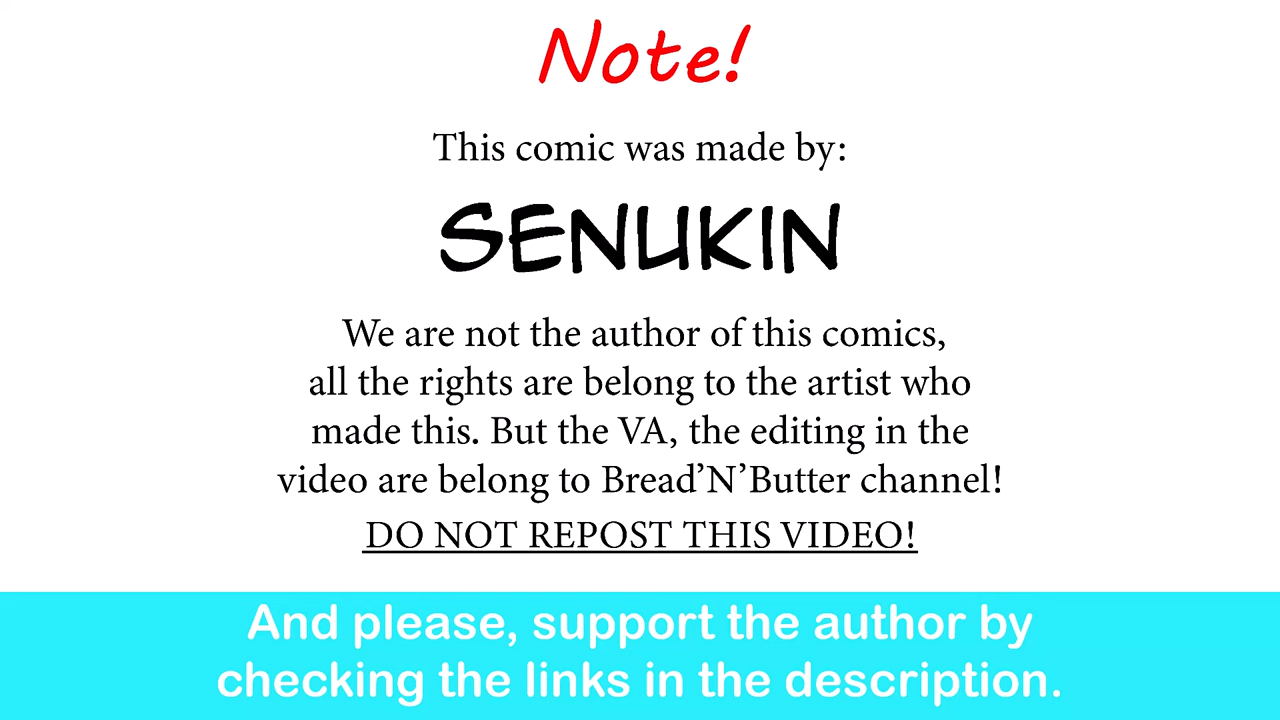 Note!
This comic was made by:
SENUKIN
We are not the author of this comics,
all the rights are belong to the artist who
made this. But the VA, the editing in the
video are belong to Bread’N’Butter channel!
DO NOT REPOST THIS VIDEO!
And please, support the author by
checking the links in the description.